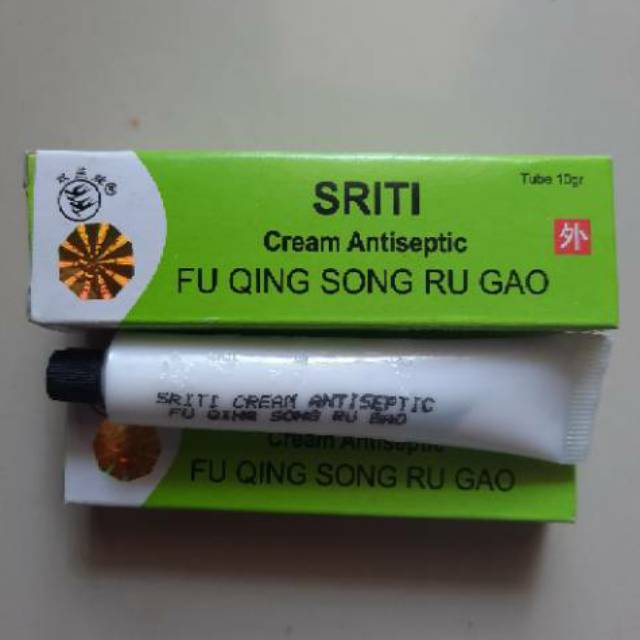 SRITI
Tube 10gr
Cream Antiseptic
外
FU QING SONG RU GAO
SRITI CREAM ANTISEPTIC
FU QING SONG RU GAO
Cream Antiseptic
FU QING SONG RU GAO